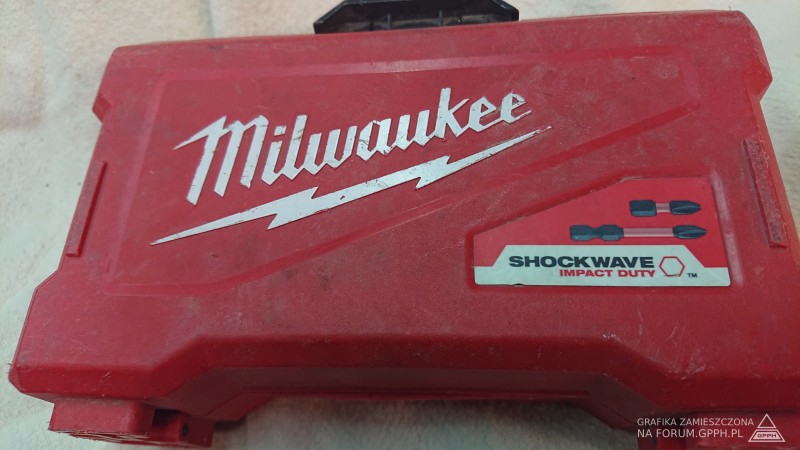 Milwaukee
SHOCKWAVE
IMPACT DUTY
TM
GRAFIKA ZAMIESZCZONA
NA FORUM.GPPH.PL
GPPH